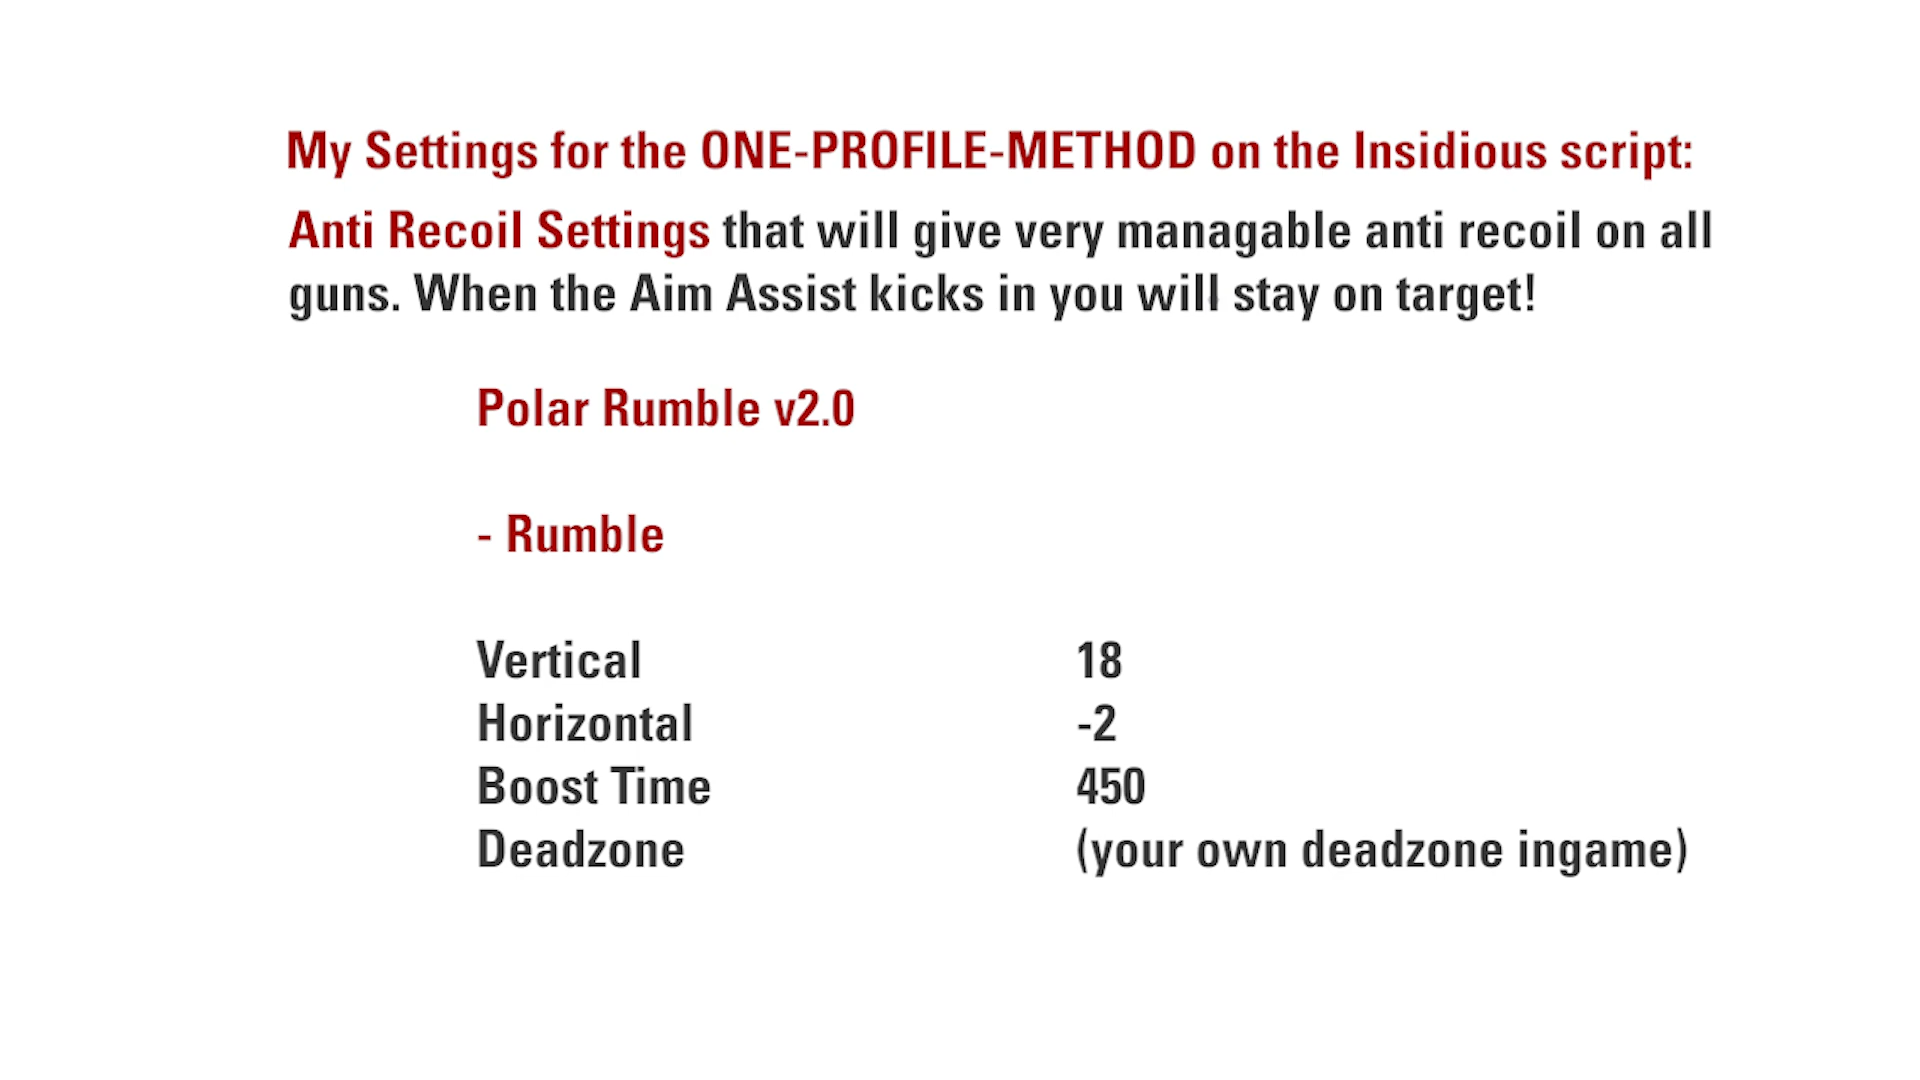 My Settings for the ONE-PROFILE-METHOD on the Insidious script:
Anti Recoil Settings that will give very managable anti recoil on all
guns. When the Aim Assist kicks in you will stay on target!
Polar Rumble v2.0
- Rumble
Vertical 18
Horizontal -2
Boost Time 450
Deadzone (your own deadzone ingame)